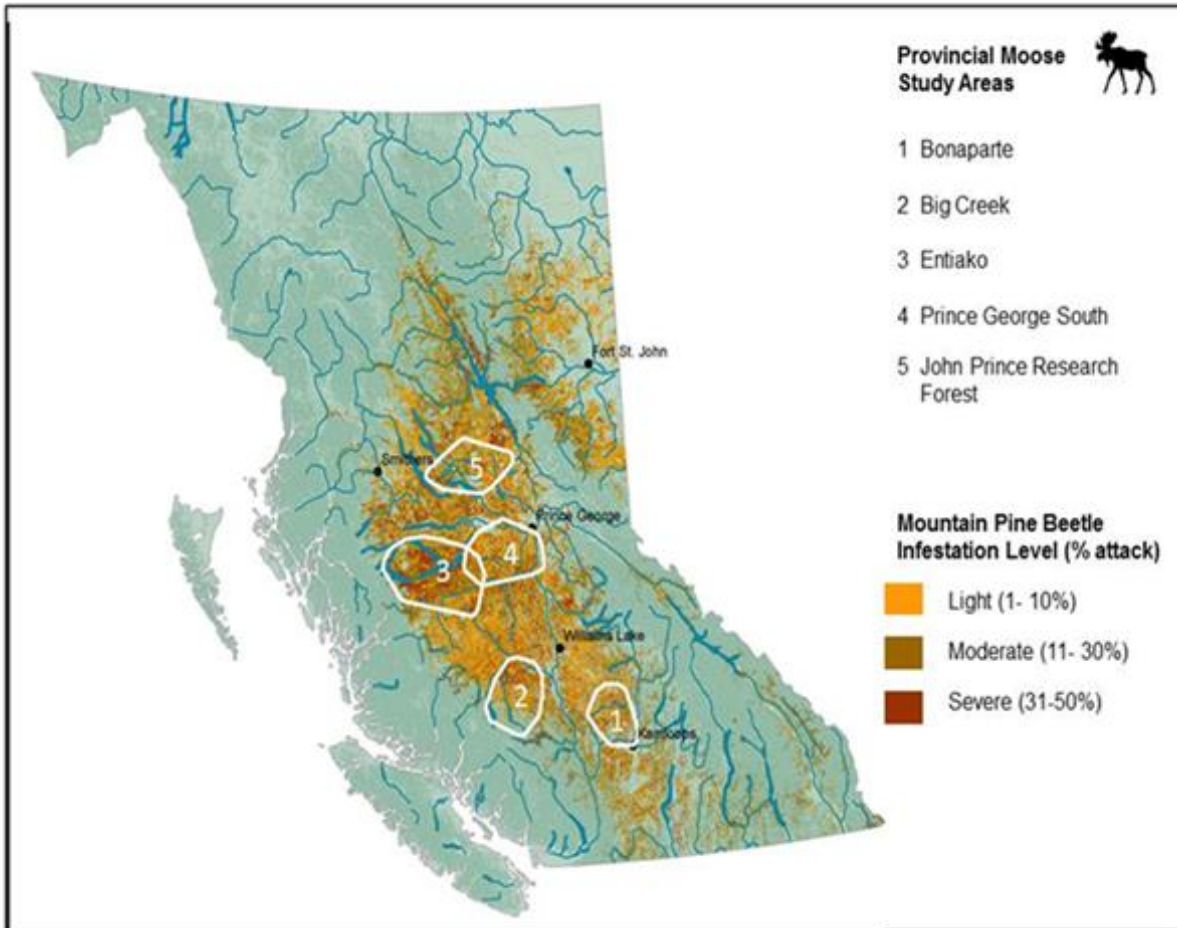 Provincial Moose
Study Areas
1 Bonaparte
2 Big Creek
3 Entiako
4 Prince George South
5 John Prince Research
Forest
Mountain Pine Beetle
Infestation Level (% attack)
Light (1- 10%)
Moderate (11- 30%)
Severe (31-50%)
Fort St. John
Smithers
5
Prince George
4
3
Williams Lake
2
1
Kamloops